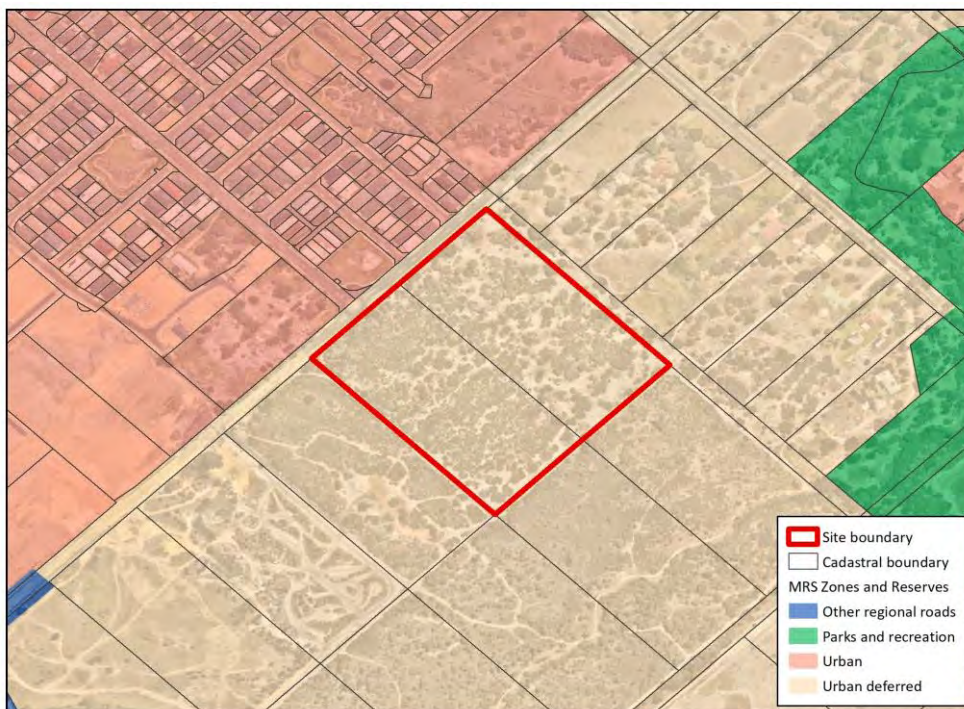 Site boundary
Cadastral boundary
MRS Zones and Reserves
Other regional roads
Parks and recreation
Urban
Urban deferred